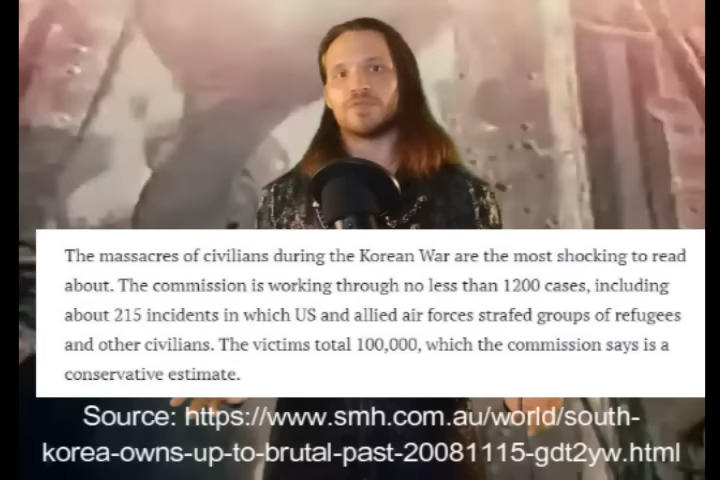 The massacres of civilians during the Korean War are the most shocking to read
about. The commission is working through no less than 1200 cases, including
about 215 incidents in which US and allied air forces strafed groups of refugees
and other civilians. The victims total 100,000, which the commission says is a
conservative estimate.
Source: https://www.smh.com.au/world/south-
korea-owns-up-to-brutal-past-20081115-gdt2yw.html